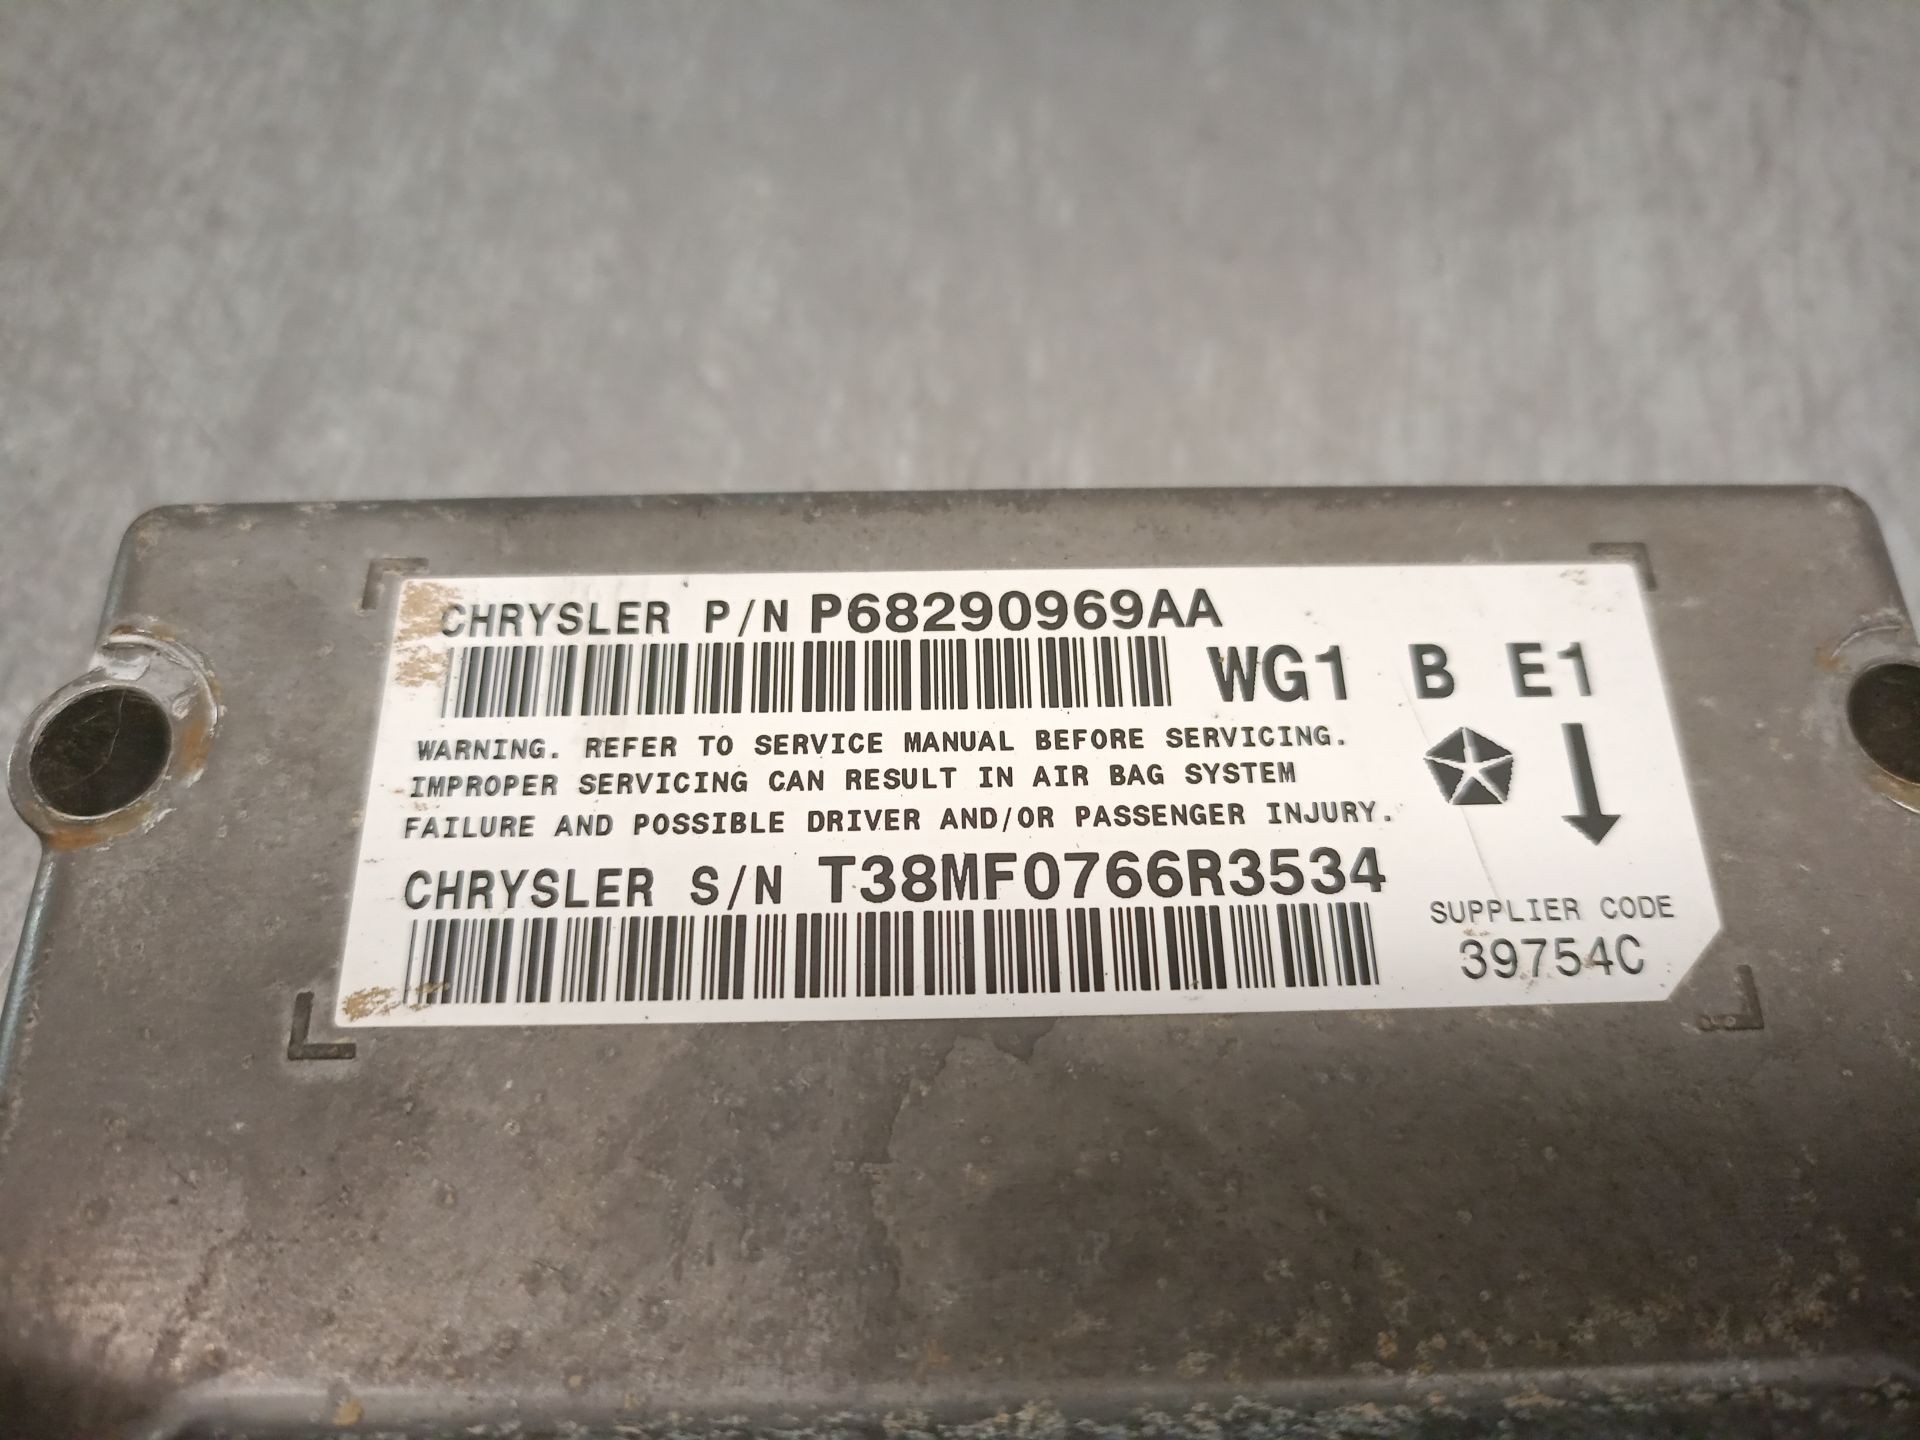 CHRYSLER P/N P68290969AA
WG1 B E1
WARNING. REFER TO SERVICE MANUAL BEFORE SERVICING.
IMPROPER SERVICING CAN RESULT IN AIR BAG SYSTEM
FAILURE AND POSSIBLE DRIVER AND/OR PASSENGER INJURY.
CHRYSLER S/N T38MF0766R3534
SUPPLIER CODE
39754C